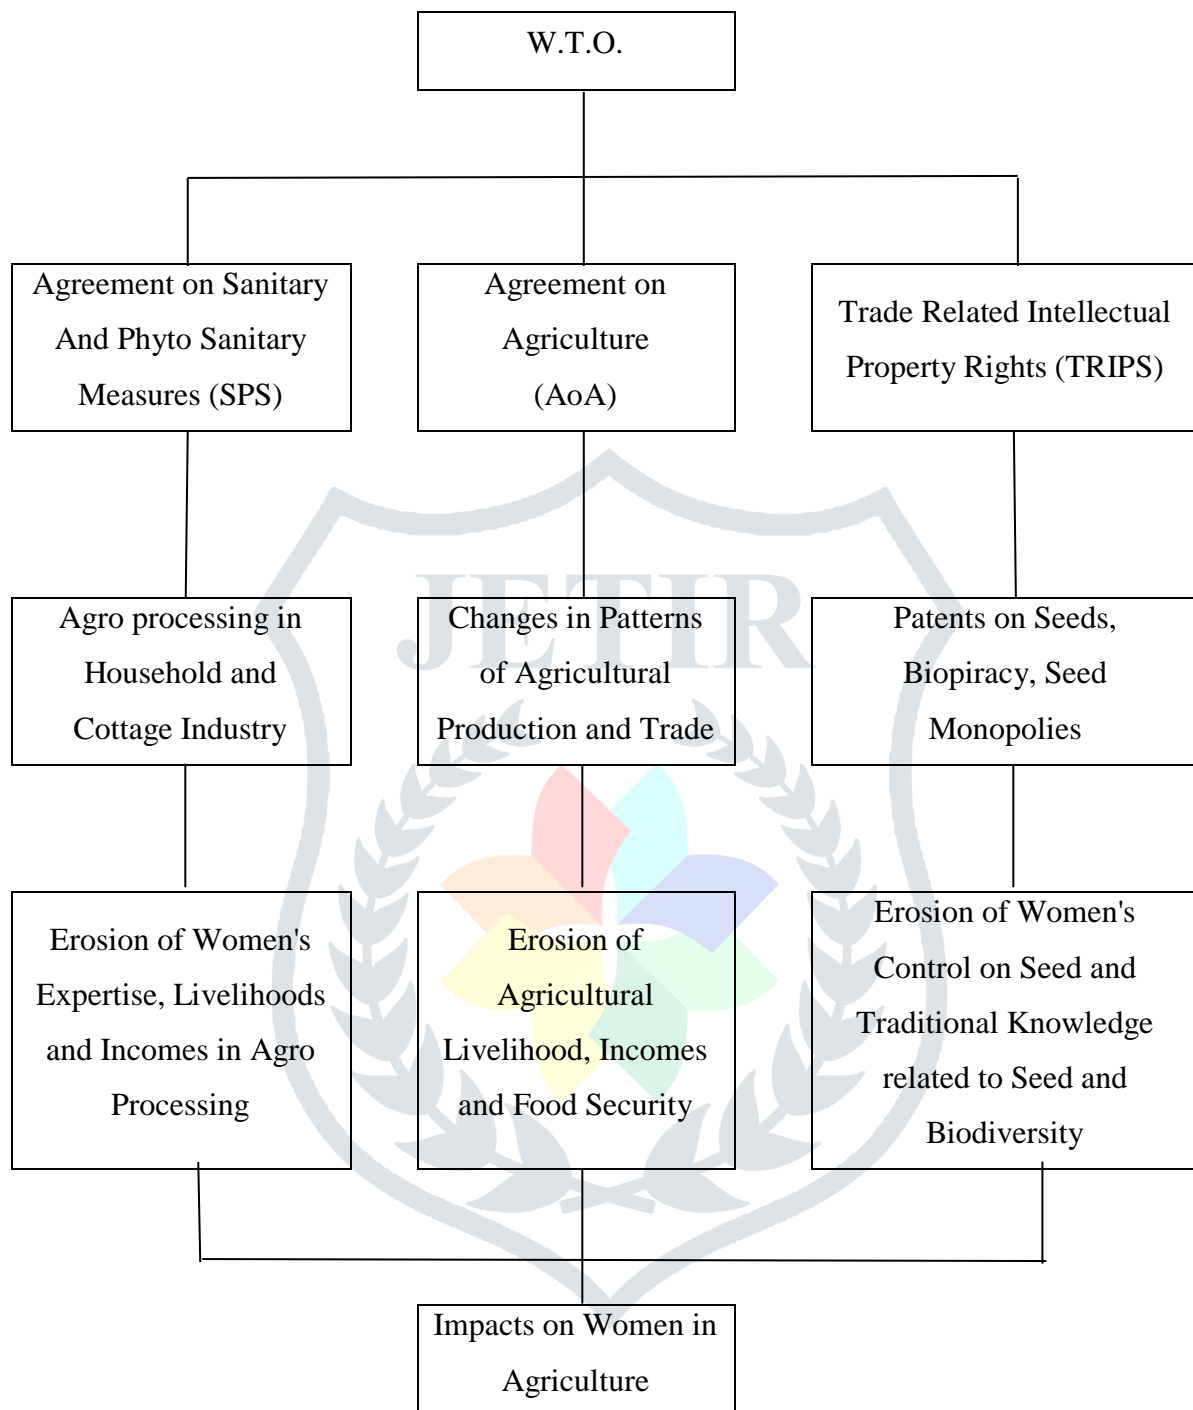 W.T.O.
Agreement on Sanitary
And Phyto Sanitary
Measures (SPS)
Agreement on
Agriculture
(AoA)
Trade Related Intellectual
Property Rights (TRIPS)
JETIR
Agro processing in
Household and
Cottage Industry
Changes in Patterns
of Agricultural
Production and Trade
Patents on Seeds,
Biopiracy, Seed
Monopolies
Erosion of Women's
Expertise, Livelihoods
and Incomes in Agro
Processing
Erosion of
Agricultural
Livelihood, Incomes
and Food Security
Erosion of Women's
Control on Seed and
Traditional Knowledge
related to Seed and
Biodiversity
Impacts on Women in
Agriculture